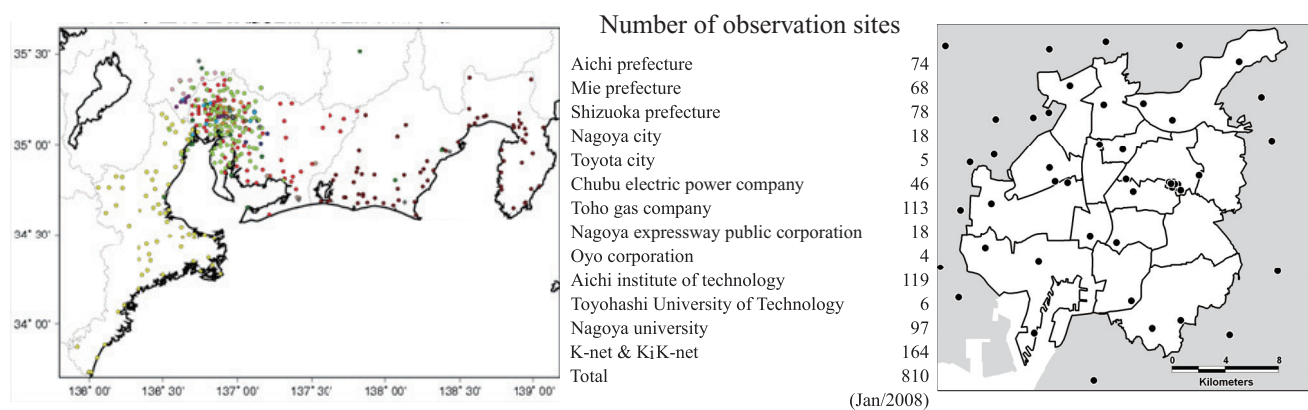 Number of observation sites
Aichi prefecture 74
Mie prefecture 68
Shizuoka prefecture 78
Nagoya city 18
Toyota city 5
Chubu electric power company 46
Toho gas company 113
Nagoya expressway public corporation 18
Oyo corporation 4
Aichi institute of technology 119
Toyohashi University of Technology 6
Nagoya university 97
K-net & KiK-net 164
Total 810
(Jan/2008)
35° 30'
35° 00'
34° 30'
34° 00'
136° 00' 136° 30' 137° 00' 137° 30' 138° 00' 138° 30' 139° 00'
0 4 8
Kilometers